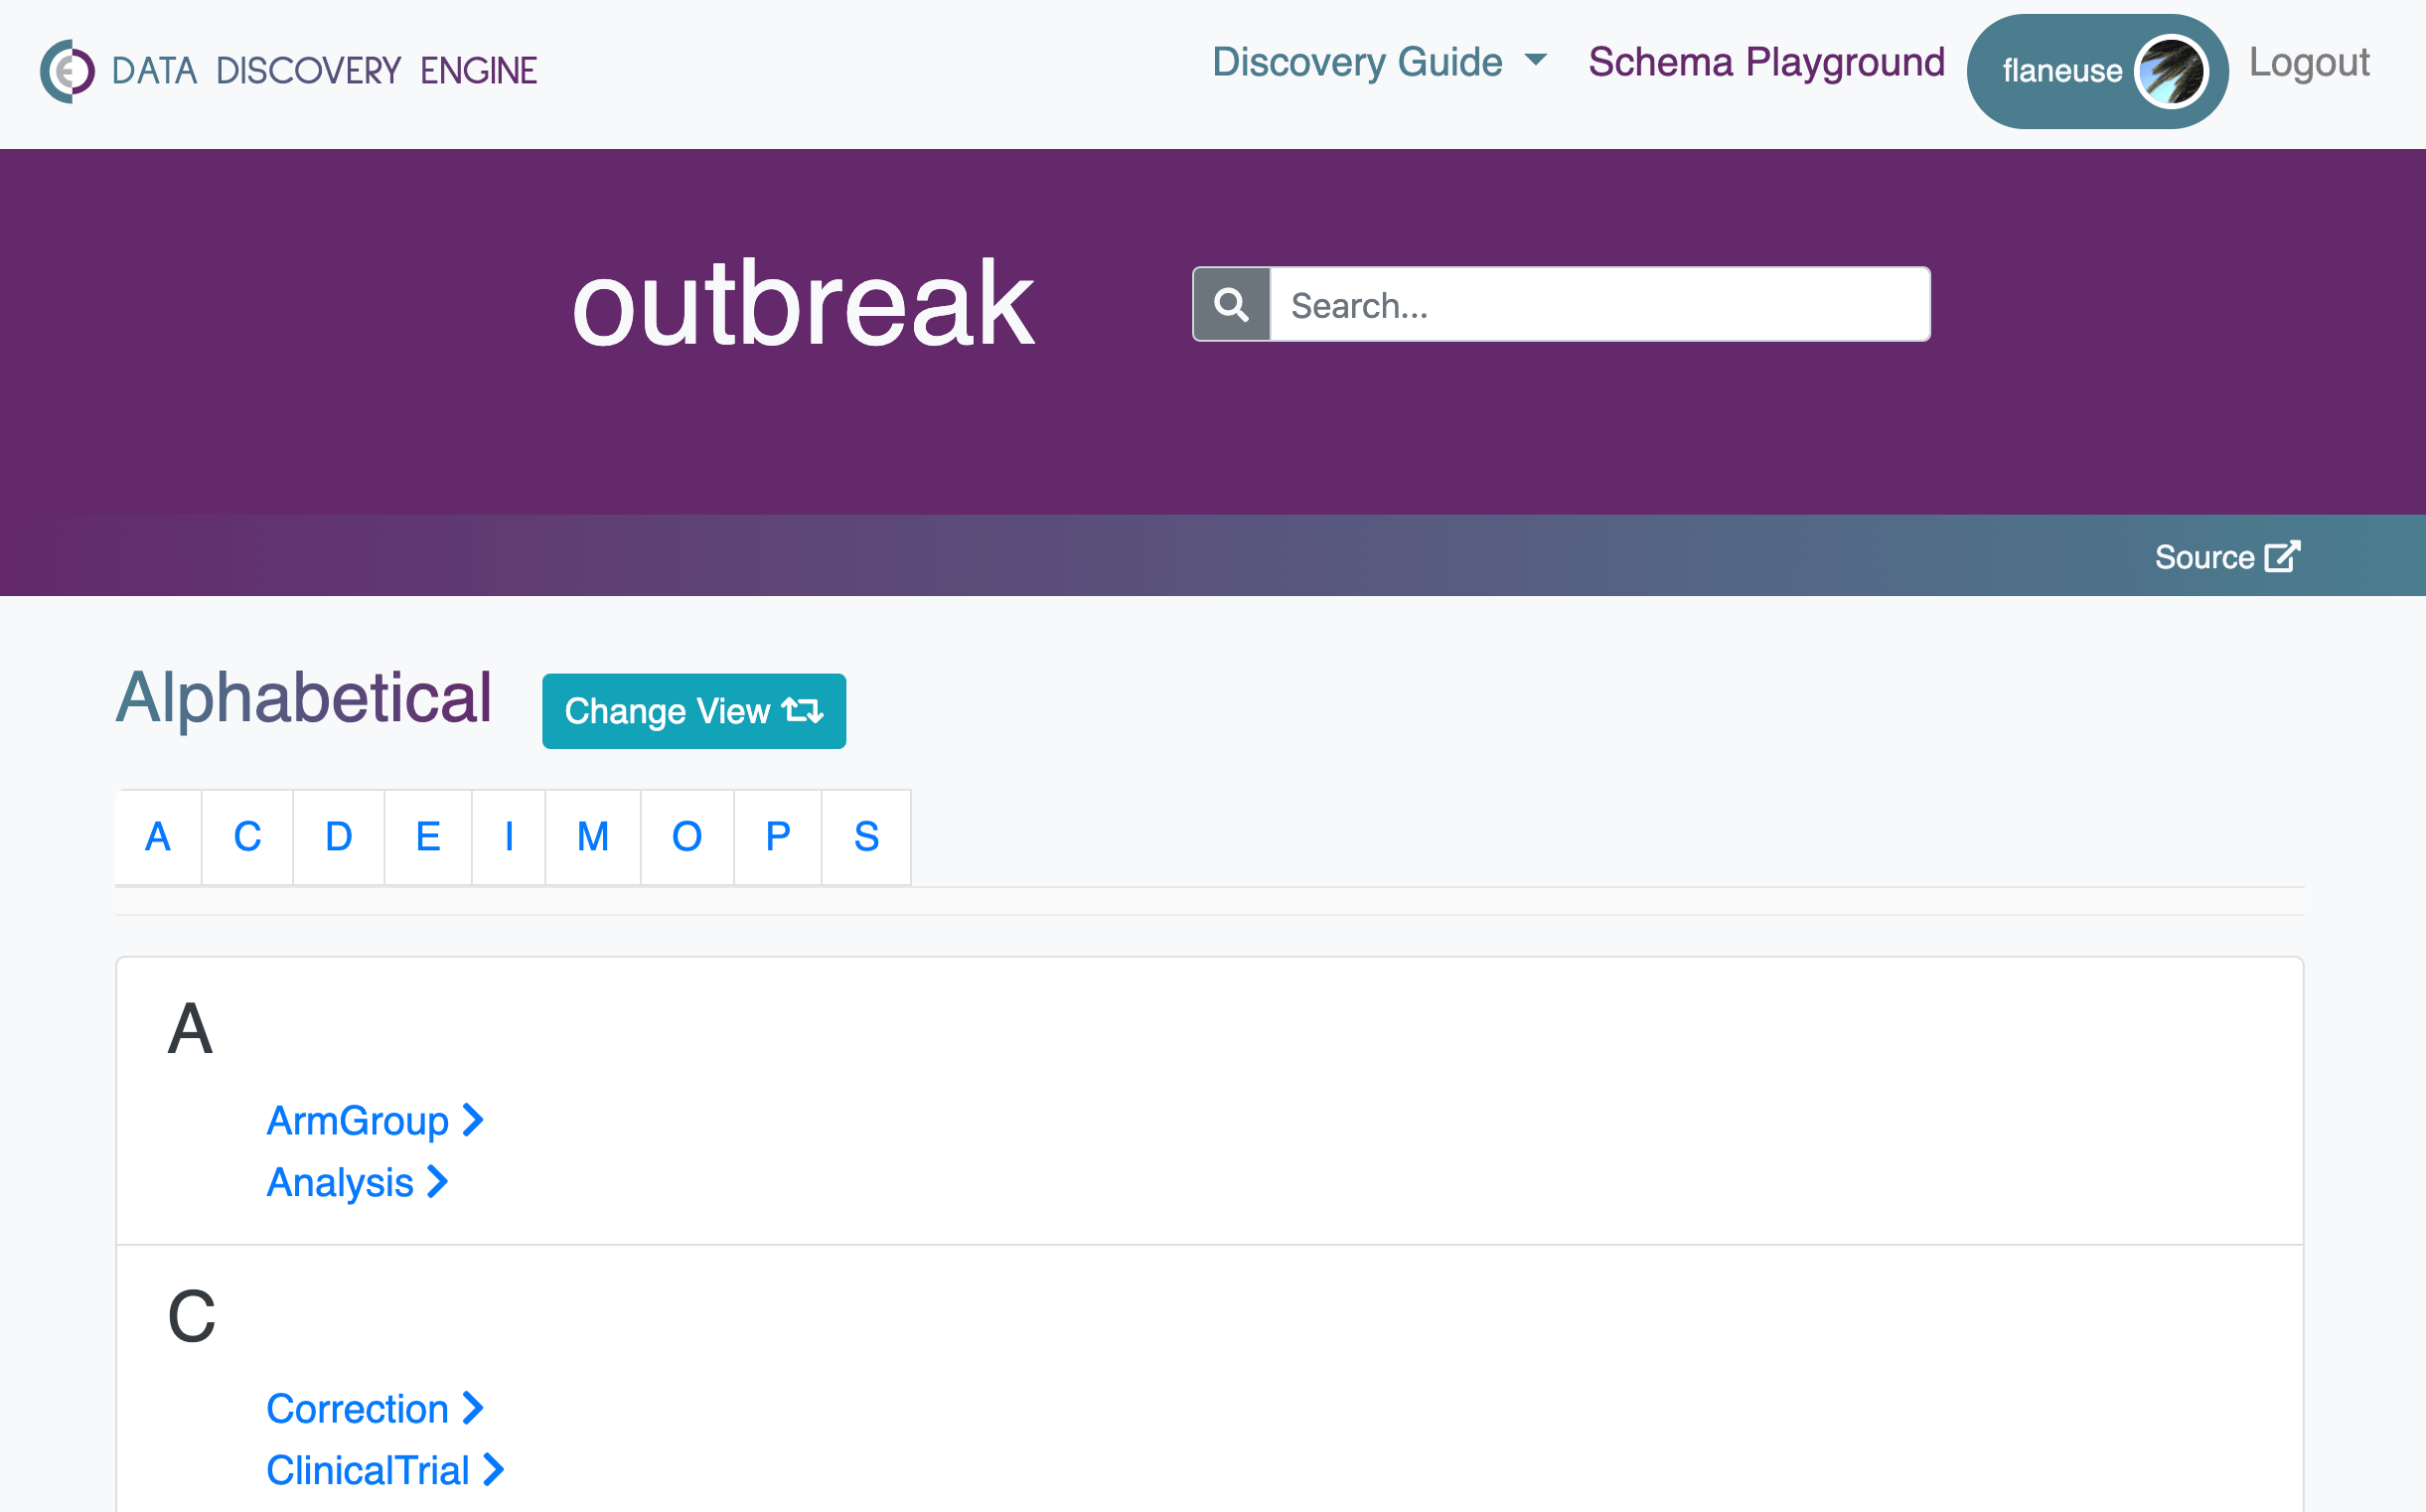 DATA DISCOVERY ENGINE
Discovery Guide
Schema Playground
flaneuse
Logout
outbreak
Search...
Source
Alphabetical
Change View
A C D E I M O P S
A
ArmGroup
Analysis
C
Correction
ClinicalTrial